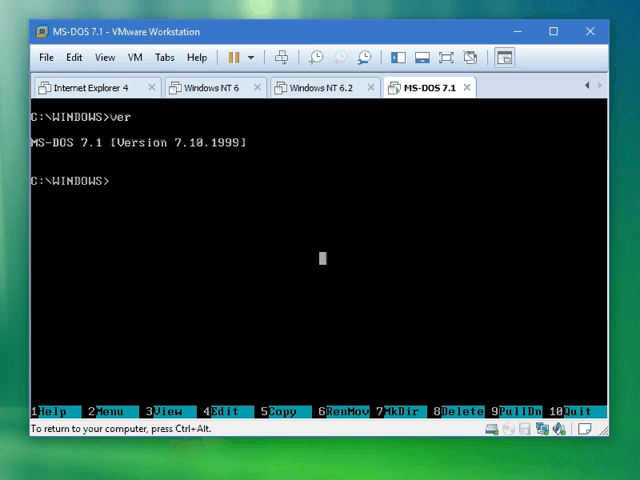 MS-DOS 7.1 - VMware Workstation
File Edit View VM Tabs Help
Internet Explorer 4 Windows NT 6 Windows NT 6.2 MS-DOS 7.1
C:\WINDOWS>ver
MS-DOS 7.1 [Version 7.10.1999]
C:\WINDOWS>
1Help 2Menu 3View 4Edit 5Copy 6RenMov 7MkDir 8Delete 9PullDn 10Quit
To return to your computer, press Ctrl+Alt.